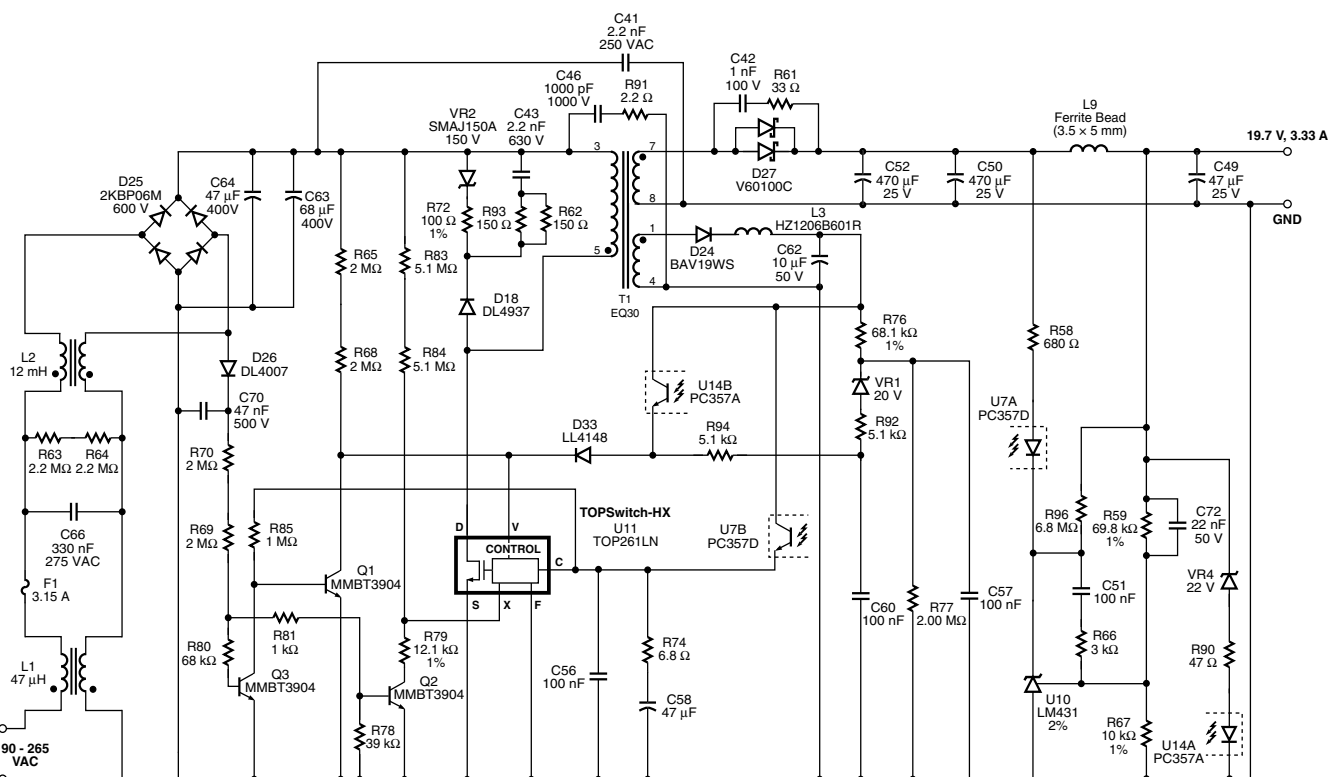 C41
2.2 nF
250 VAC
C46
1000 pF
1000 V
R91
2.2 Ω
C42
1 nF
100 V
R61
33 Ω
VR2
SMAJ150A
150 V
C43
2.2 nF
630 V
L9
Ferrite Bead
(3.5 × 5 mm)
19.7 V, 3.33 A
3
7
D25
2KBP06M
600 V
C64
47 µF
400V
C63
68 µF
400V
D27
V60100C
C52
470 µF
25 V
C50
470 µF
25 V
C49
47 µF
25 V
R72
100 Ω
1%
R93
150 Ω
R62
150 Ω
8
GND
L3
HZ1206B601R
1
D24
BAV19WS
C62
10 µF
50 V
R65
2 MΩ
R83
5.1 MΩ
5
4
T1
EQ30
D18
DL4937
R76
68.1 kΩ
1%
R58
680 Ω
L2
12 mH
D26
DL4007
R68
2 MΩ
R84
5.1 MΩ
U14B
PC357A
VR1
20 V
U7A
PC357D
C70
47 nF
500 V
D33
LL4148
R94
5.1 kΩ
R92
5.1 kΩ
R63
2.2 MΩ
R64
2.2 MΩ
R70
2 MΩ
C66
330 nF
275 VAC
R69
2 MΩ
R85
1 MΩ
TOPSwitch-HX
U11
TOP261LN
D
V
CONTROL
C
S
X
F
U7B
PC357D
R96
6.8 MΩ
R59
69.8 kΩ
1%
C72
22 nF
50 V
F1
3.15 A
Q1
MMBT3904
C60
100 nF
R77
2.00 MΩ
C57
100 nF
C51
100 nF
VR4
22 V
R80
68 kΩ
R81
1 kΩ
R79
12.1 kΩ
1%
R74
6.8 Ω
R66
3 kΩ
R90
47 Ω
L1
47 µH
Q3
MMBT3904
Q2
MMBT3904
C56
100 nF
C58
47 µF
U10
LM431
2%
R78
39 kΩ
R67
10 kΩ
1%
U14A
PC357A
90 - 265
VAC